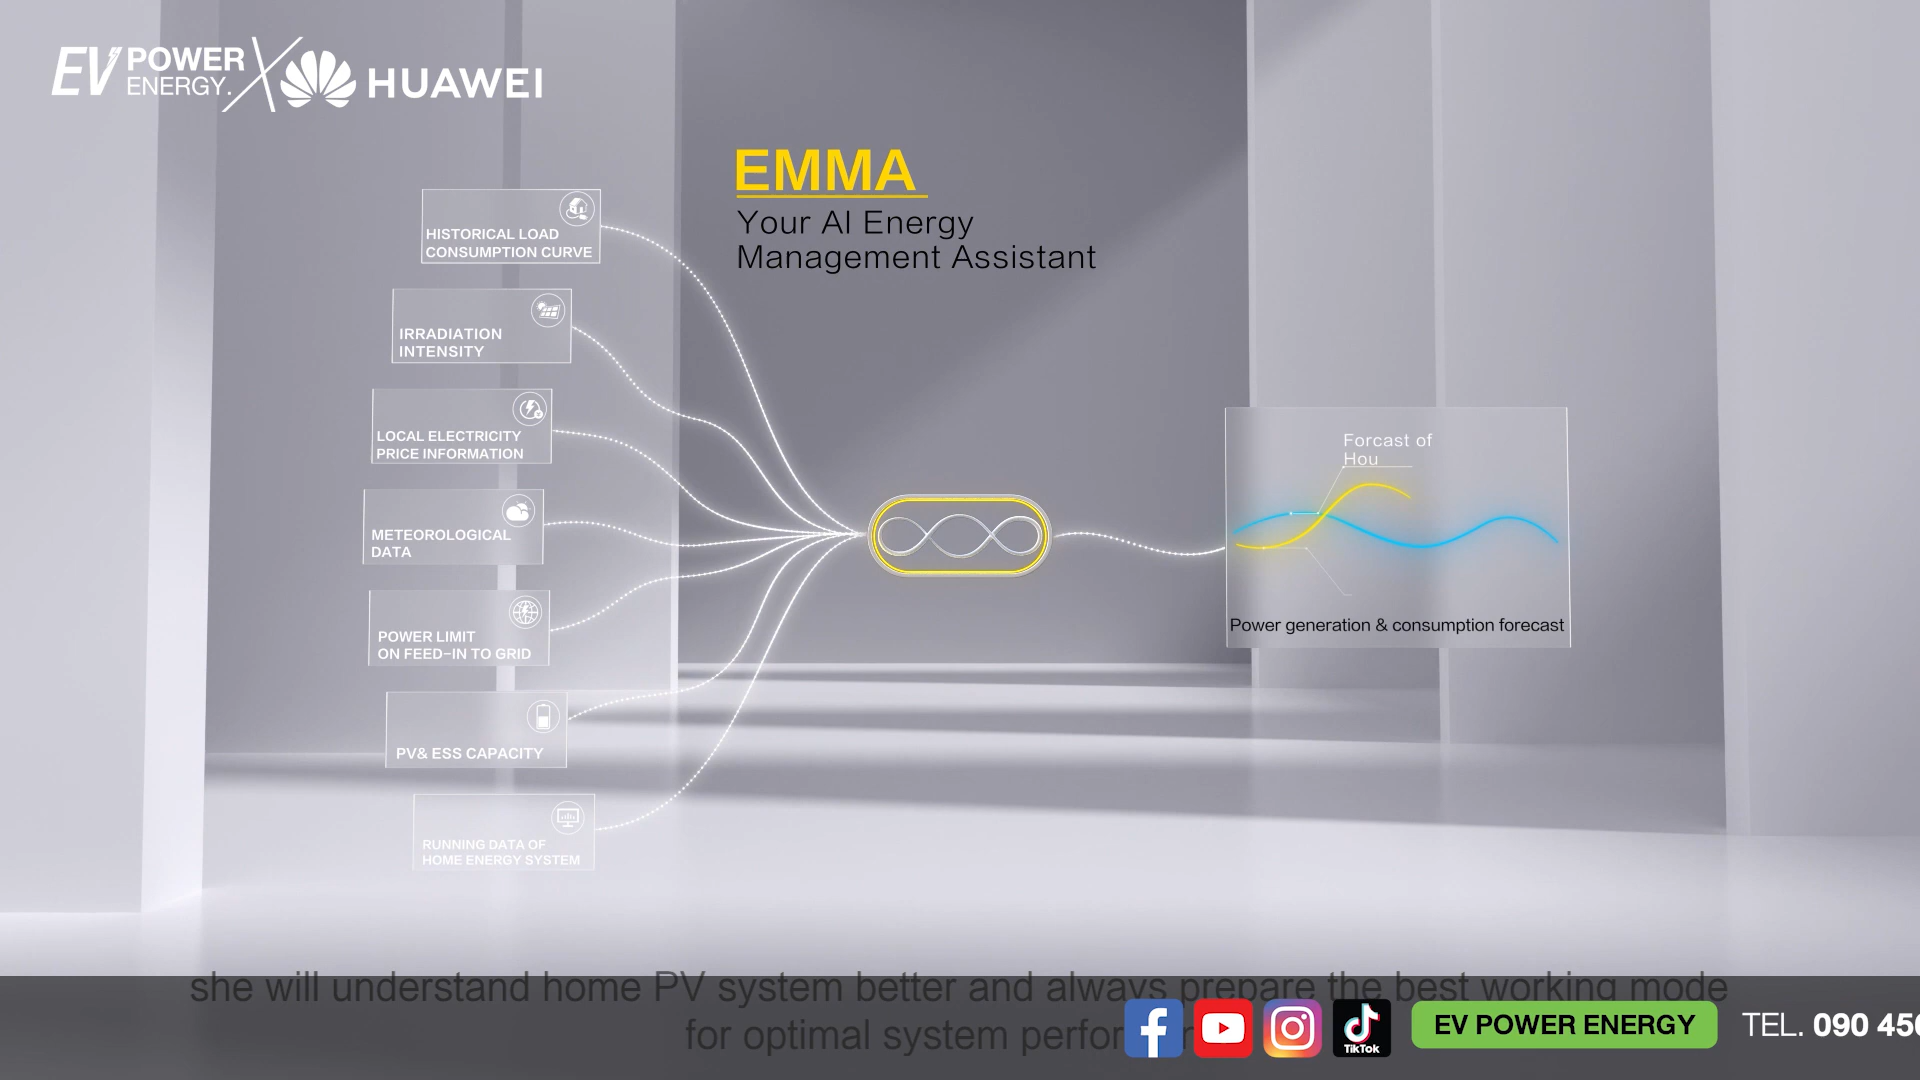 EV POWER
ENERGY.
HUAWEI
EMMA
Your AI Energy
Management Assistant
HISTORICAL LOAD
CONSUMPTION CURVE
IRRADIATION
INTENSITY
LOCAL ELECTRICITY
PRICE INFORMATION
METEOROLOGICAL
DATA
POWER LIMIT
ON FEED-IN TO GRID
PV& ESS CAPACITY
RUNNING DATA OF
HOME ENERGY SYSTEM
Forcast of
Hou
Power generation & consumption forecast
she will understand home PV system better and always prepare the best working mode
for optimal system
TikTok
EV POWER ENERGY
TEL. 090 45